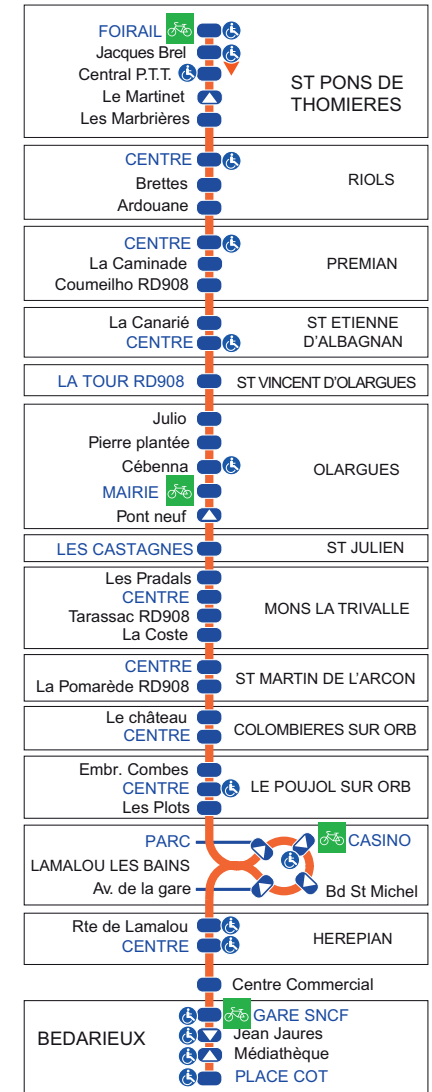 FOIRAIL
Jacques Brel
Central P.T.T.
Le Martinet
Les Marbrières
ST PONS DE
THOMIERES
CENTRE
Brettes
Ardouane
RIOLS
CENTRE
La Caminade
Coumeilho RD908
PREMIAN
La Canarié
CENTRE
ST ETIENNE
D'ALBAGNAN
LA TOUR RD908
ST VINCENT D'OLARGUES
Julio
Pierre plantée
Cébenna
MAIRIE
Pont neuf
OLARGUES
LES CASTAGNES
ST JULIEN
Les Pradals
CENTRE
Tarassac RD908
La Coste
MONS LA TRIVALLE
CENTRE
La Pomarède RD908
ST MARTIN DE L'ARCON
Le château
CENTRE
COLOMBIERES SUR ORB
Embr. Combes
CENTRE
Les Plots
LE POUJOL SUR ORB
PARC
CASINO
LAMALOU LES BAINS
Av. de la gare
Bd St Michel
Rte de Lamalou
CENTRE
HEREPIAN
Centre Commercial
BEDARIEUX
GARE SNCF
Jean Jaures
Médiathèque
PLACE COT